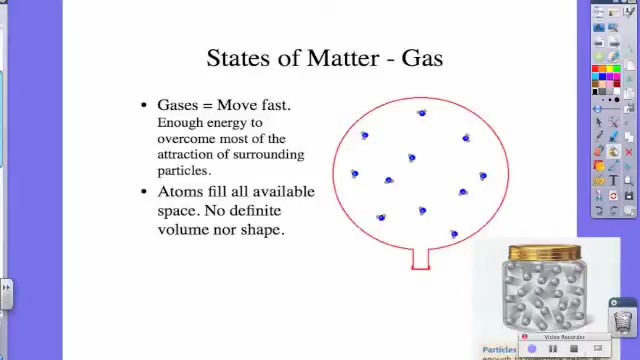 States of Matter - Gas
• Gases = Move fast.
Enough energy to
overcome most of the
attraction of surrounding
particles.
• Atoms fill all available
space. No definite
volume nor shape.
Video Recorder
Particles